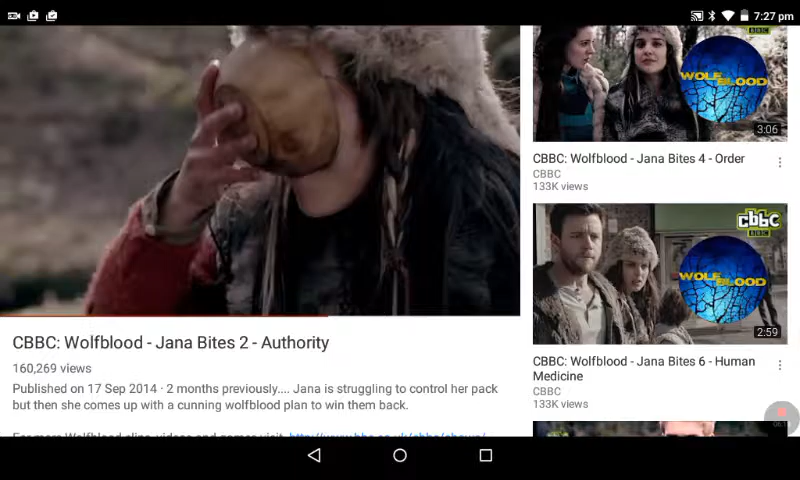 7:27 pm
CBBC: Wolfblood - Jana Bites 2 - Authority
160,269 views
Published on 17 Sep 2014 · 2 months previously.... Jana is struggling to control her pack
but then she comes up with a cunning wolfblood plan to win them back.
For more Wolfblood clips, videos and games visit
BBC
WOLFBLOOD
3:06
CBBC: Wolfblood - Jana Bites 4 - Order
CBBC
133K views
cbbc
BBC
WOLFBLOOD
2:59
CBBC: Wolfblood - Jana Bites 6 - Human
Medicine
CBBC
133K views